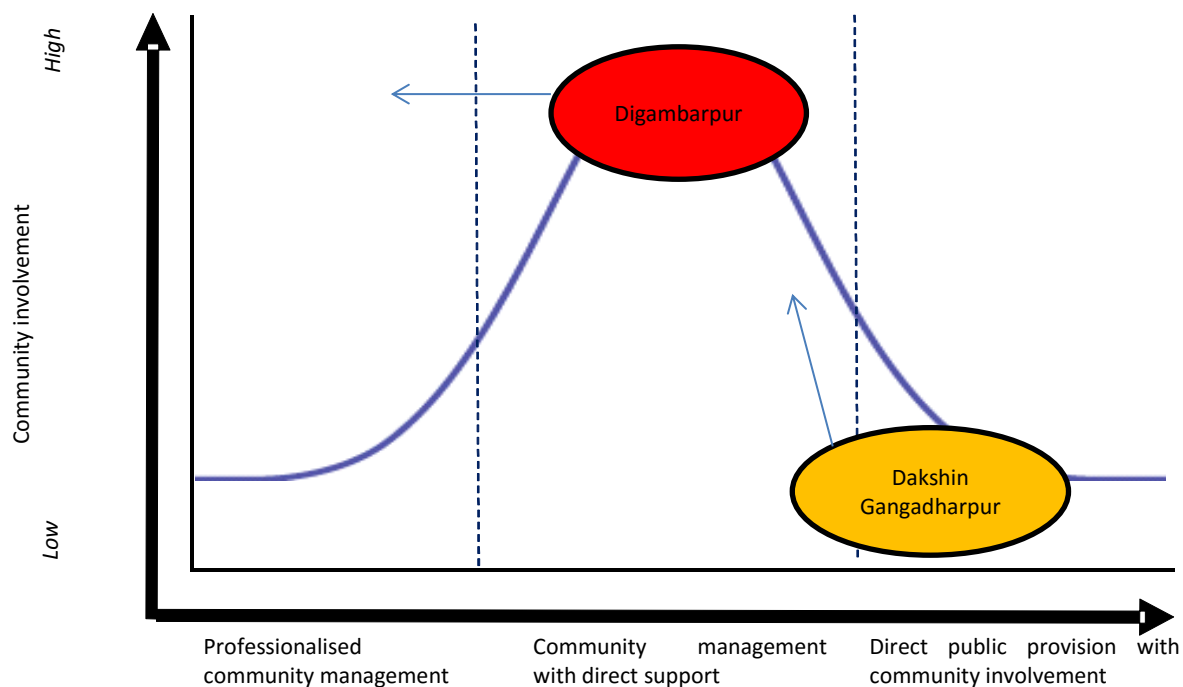 High
Community involvement
Low
Digambarpur
Dakshin
Gangadharpur
Professionalised
community management
Community management
with direct support
Direct public provision with
community involvement